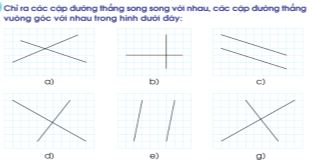 Chỉ ra các cặp đường thẳng song song với nhau, các cặp đường thẳng
vuông góc với nhau trong hình dưới đây:
a) b) c)
d) e) g)